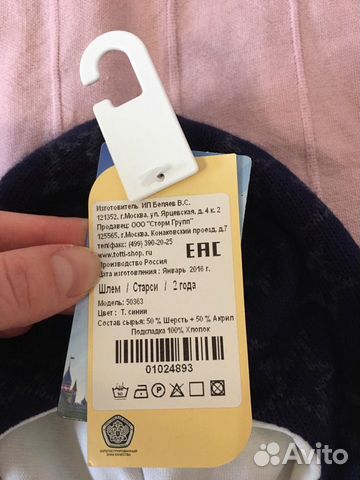 Изготовитель ИП Беляев В.С.
121352, г.Москва, ул. Ярцевская, д. 4 к. 2
Продавец: ООО "Сторм Групп"
125565, г.Москва, Конаковский проезд, д.7
тел/факс: (499) 390-20-25
www.totti-shop.ru
EAC
Производство Россия
Дата изготовления: Январь 2016 г.
Шлем / Старси / 2 года
Модель: 50363
Цвет: Т. синий
Состав сырья: 50 % Шерсть + 50 % Акрил
Подкладка 100% Хлопок
01024893
Avito